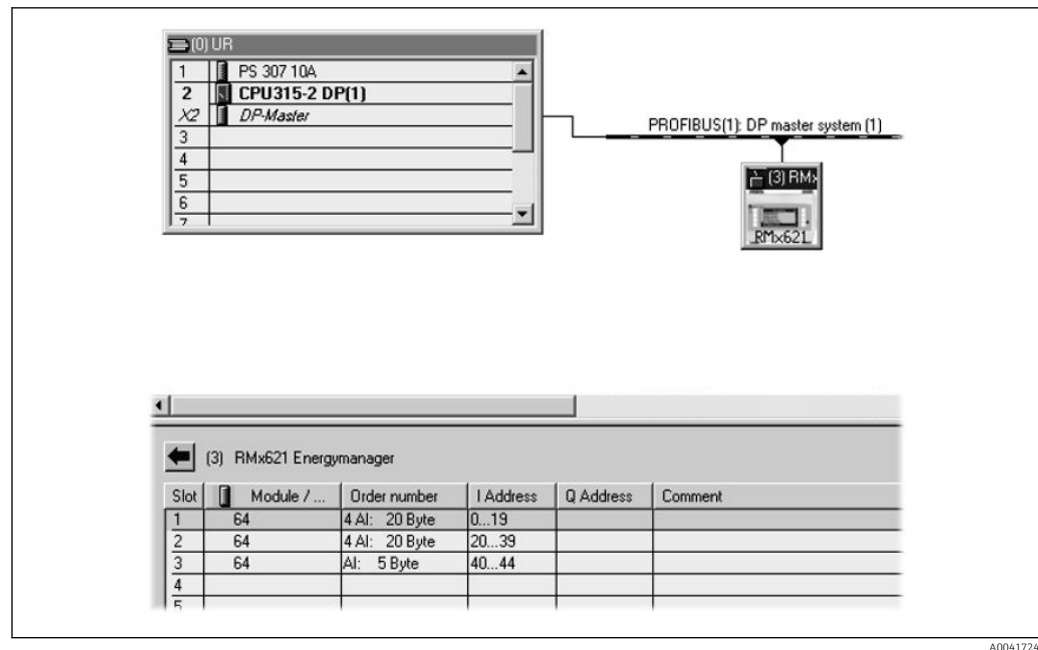 (0) UR
1 PS 307 10A
2 CPU315-2 DP(1)
X2 DP-Master
3
4
5
6
7
PROFIBUS(1): DP master system (1)
(3) RMx
RMx621
(3) RMx621 Energymanager
Slot Module / ... Order number I Address Q Address Comment
1 64 4 AI: 20 Byte 0...19
2 64 4 AI: 20 Byte 20...39
3 64 AI: 5 Byte 40...44
4
5
A0041724